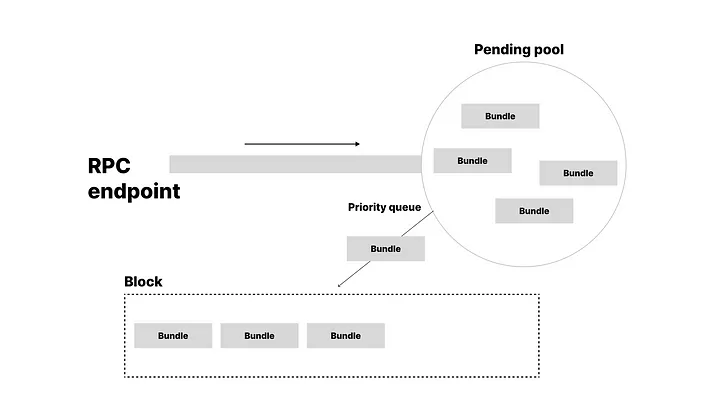 Pending pool
Bundle
Bundle
Bundle
Bundle
RPC
endpoint
Priority queue
Bundle
Block
Bundle
Bundle
Bundle